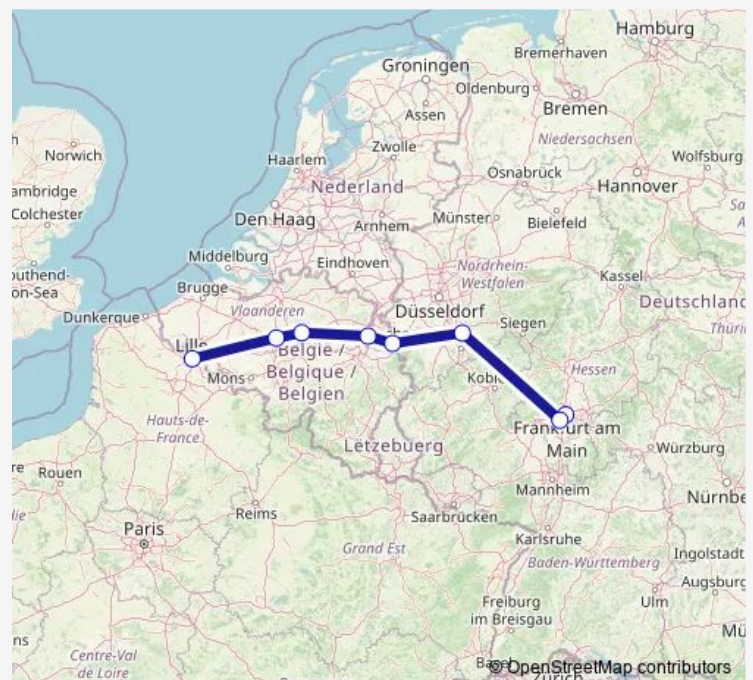 Hamburg
Bremerhaven
Groningen
Oldenburg
Bremen
Assen
Niedersachsen
Norwich
Haarlem
Zwolle
Wolfsburg
Osnabrück
Hannover
ambridge
Nederland
Colchester
Den Haag
Arnhem
Münster
Bielefeld
Middelburg
Eindhoven
outhend-
on-Sea
Nordrhein-
Westfalen
Kassel
Brugge
Deutschland
Dunkerque
Vlaanderen
Düsseldorf
Siegen
Lille
België /
Belgique /
Belgien
Mons
Hessen
Hauts-de-
France
Frankfurt am
Main
Letzebuerg
Würzburg
Rouen
Mannheim
Reims
Saarbrücken
Nürnbe
Paris
Karlsruhe
Grand Est
Ingolstadt
Baden-Württemberg
Augsburg
Freiburg
im Breisgau
Ulm
Mü
Centre-Val
de Loire
Zürich
© OpenStreetMap contributors